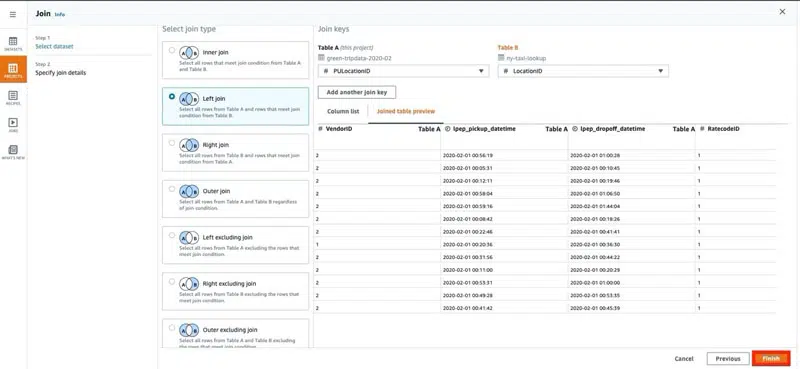 Join Info
Step 1
Select dataset
Step 2
Specify join details
DATASETS
PROJECTS
RECIPES
JOBS
WHAT'S NEW
Select join type
A B
Inner join
Select all rows that meet join condition from Table A
and Table B.
A B
Left join
Select all rows from Table A and rows that meet join
condition from Table B.
A B
Right join
Select all rows from Table B and rows that meet join
condition from Table A.
A B
Outer join
Select all rows from Table A and Table B regardless
of join condition.
A B
Left excluding join
Select all rows from Table A excluding the rows that
meet join condition.
A B
Right excluding join
Select all rows from Table B excluding the rows that
meet join condition.
A B
Outer excluding join
Select all rows from Table A and Table B excluding
the rows that meet join condition.
Join keys
Table A (this project)
Table B
green-tripdata-2020-02
ny-taxi-lookup
# PULocationID
# LocationID
Add another join key
Column list
Joined table preview
# VendorID Table A lpep_pickup_datetime Table A lpep_dropoff_datetime Table A # RatecodeID
2 2020-02-01 00:56:19 2020-02-01 01:00:28 1
2 2020-02-01 00:05:31 2020-02-01 00:10:45 1
2 2020-02-01 00:12:11 2020-02-01 00:19:46 1
2 2020-02-01 00:58:04 2020-02-01 01:06:50 1
2 2020-02-01 00:59:16 2020-02-01 01:44:04 1
2 2020-02-01 00:08:42 2020-02-01 00:18:26 1
2 2020-02-01 00:22:46 2020-02-01 00:41:41 1
1 2020-02-01 00:20:36 2020-02-01 00:36:30 1
2 2020-02-01 00:31:56 2020-02-01 00:44:22 1
2 2020-02-01 00:11:00 2020-02-01 00:20:29 1
2 2020-02-01 00:53:31 2020-02-01 01:00:00 1
2 2020-02-01 00:49:28 2020-02-01 00:53:35 1
2 2020-02-01 00:41:42 2020-02-01 00:45:39 1
Cancel
Previous
Finish